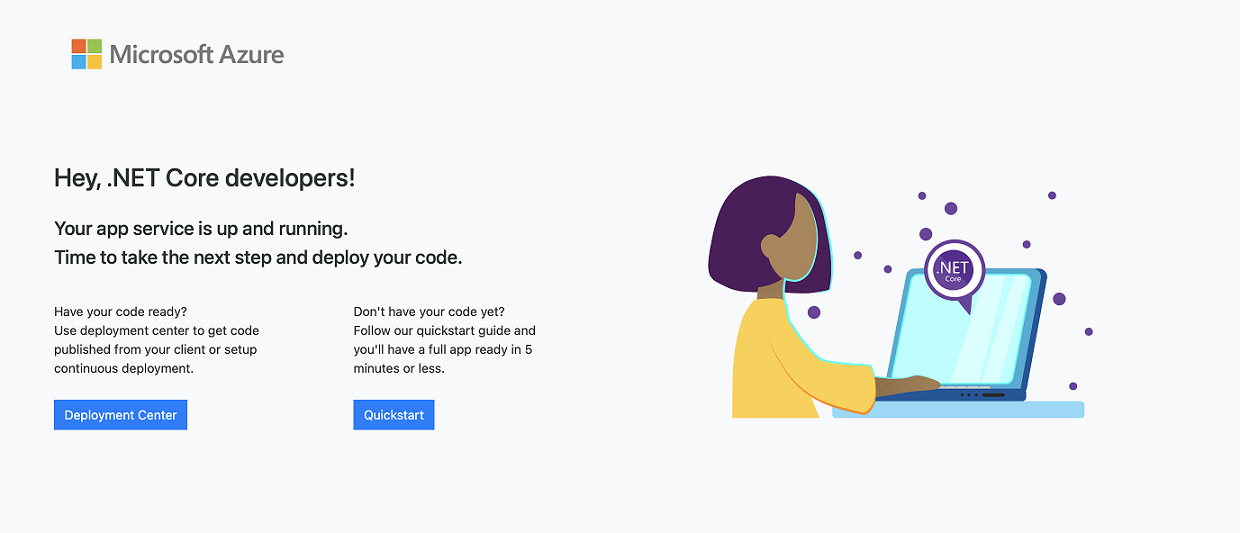 Microsoft Azure
Hey, .NET Core developers!
Your app service is up and running.
Time to take the next step and deploy your code.
Have your code ready?
Use deployment center to get code
published from your client or setup
continuous deployment.
Deployment Center
Don't have your code yet?
Follow our quickstart guide and
you'll have a full app ready in 5
minutes or less.
Quickstart
.NET
Core